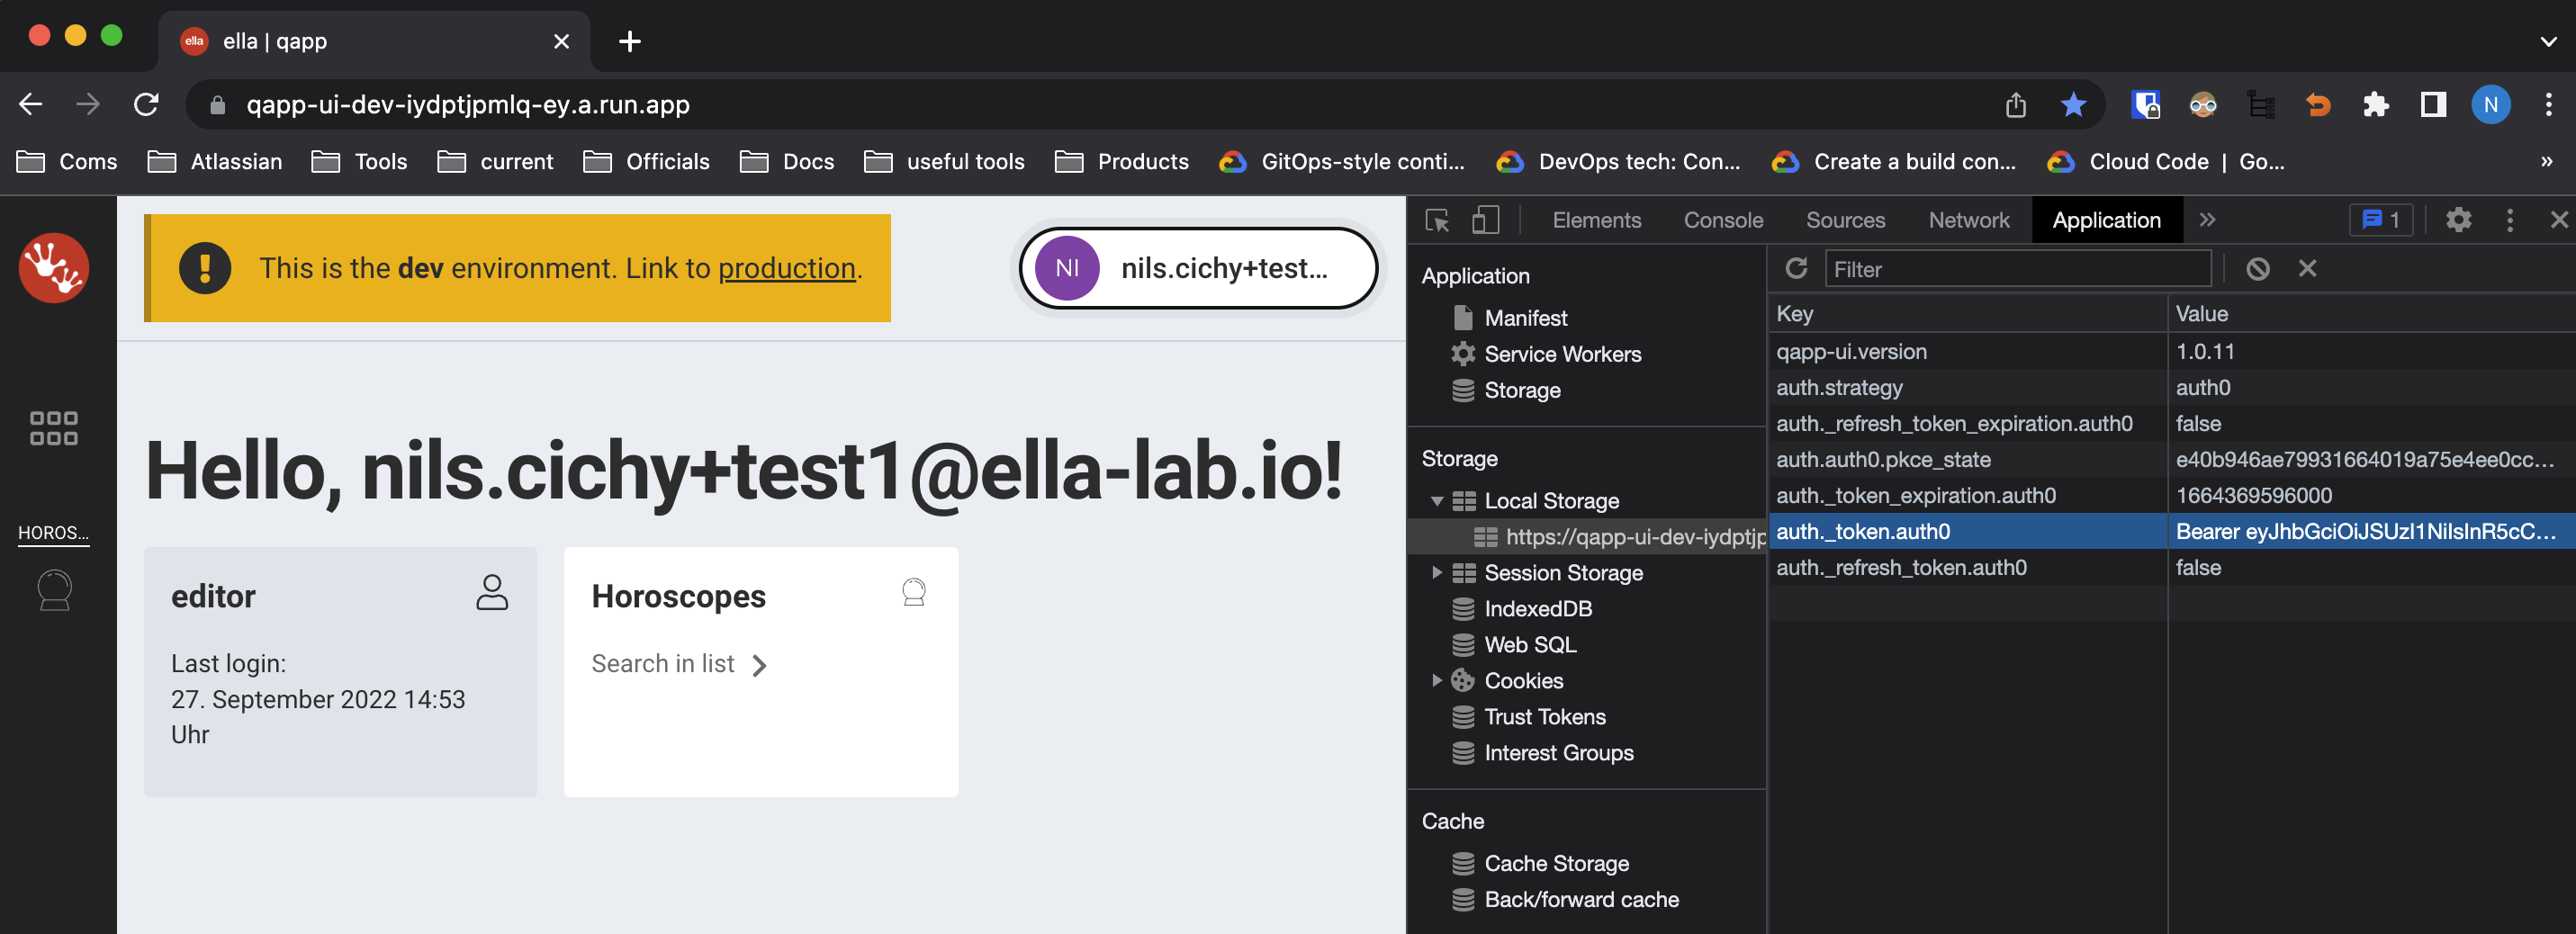 ella
ella | qapp
qapp-ui-dev-iydptjpmlq-ey.a.run.app
N
Coms
Atlassian
Tools
current
Officials
Docs
useful tools
Products
GitOps-style conti...
DevOps tech: Con...
Create a build con...
Cloud Code | Go...
»
This is the dev environment. Link to production.
NI
nils.cichy+test...
HOROS...
Hello, nils.cichy+test1@ella-lab.io!
editor
Last login:
27. September 2022 14:53
Uhr
Horoscopes
Search in list
Elements
Console
Sources
Network
Application
1
Application
Manifest
Service Workers
Storage
Storage
Local Storage
https://qapp-ui-dev-iydptjp
Session Storage
IndexedDB
Web SQL
Cookies
Trust Tokens
Interest Groups
Cache
Cache Storage
Back/forward cache
Filter
Key Value
qapp-ui.version 1.0.11
auth.strategy auth0
auth._refresh_token_expiration.auth0 false
auth.auth0.pkce_state e40b946ae79931664019a75e4ee0cc...
auth._token_expiration.auth0 1664369596000
auth._token.auth0 Bearer eyJhbGciOiJSUzI1NiIsInR5cC...
auth._refresh_token.auth0 false